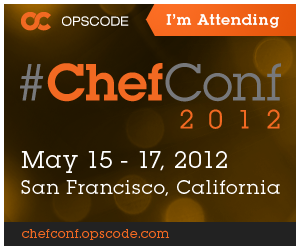 OPSCODE
I'm Attending
#ChefConf
2012
May 15 - 17, 2012
San Francisco, California
chefconf.opscode.com